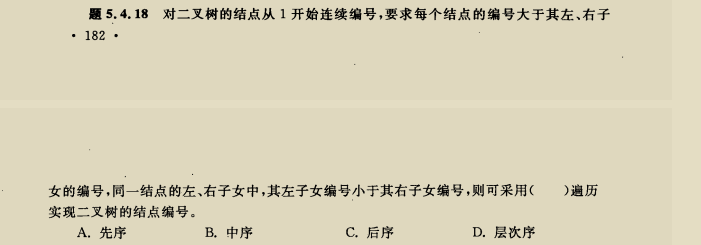 题 5.4.18 对二叉树的结点从 1 开始连续编号,要求每个结点的编号大于其左、右子
· 182 ·
女的编号,同一结点的左、右子女中,其左子女编号小于其右子女编号,则可采用( )遍历
实现二叉树的结点编号。
A. 先序 B. 中序 C. 后序 D. 层次序